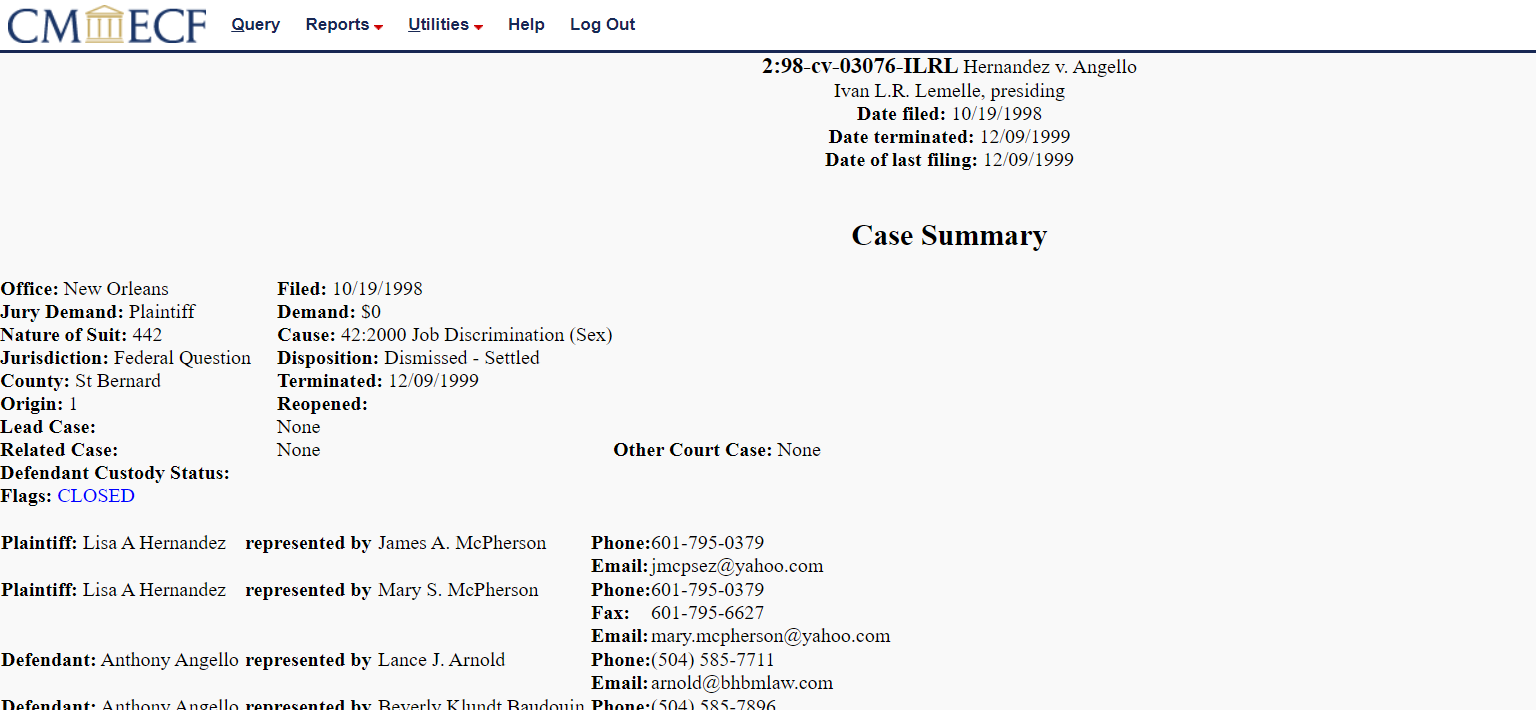 CM ECF Query Reports Utilities Help Log Out
2:98-cv-03076-ILRL Hernandez v. Angello
Ivan L.R. Lemelle, presiding
Date filed: 10/19/1998
Date terminated: 12/09/1999
Date of last filing: 12/09/1999
Case Summary
Office: New Orleans Filed: 10/19/1998
Jury Demand: Plaintiff Demand: $0
Nature of Suit: 442 Cause: 42:2000 Job Discrimination (Sex)
Jurisdiction: Federal Question Disposition: Dismissed - Settled
County: St Bernard Terminated: 12/09/1999
Origin: 1 Reopened:
Lead Case: None
Related Case: None Other Court Case: None
Defendant Custody Status:
Flags: CLOSED
Plaintiff: Lisa A Hernandez represented by James A. McPherson Phone:601-795-0379
Email:jmcpsez@yahoo.com
Plaintiff: Lisa A Hernandez represented by Mary S. McPherson Phone:601-795-0379
Fax: 601-795-6627
Email:mary.mcpherson@yahoo.com
Defendant: Anthony Angello represented by Lance J. Arnold Phone:(504) 585-7711
Email:arnold@bhbmlaw.com
Defendant: Anthony Angello represented by Beverly Klundt Baudouin Phone:(504) 585-7896